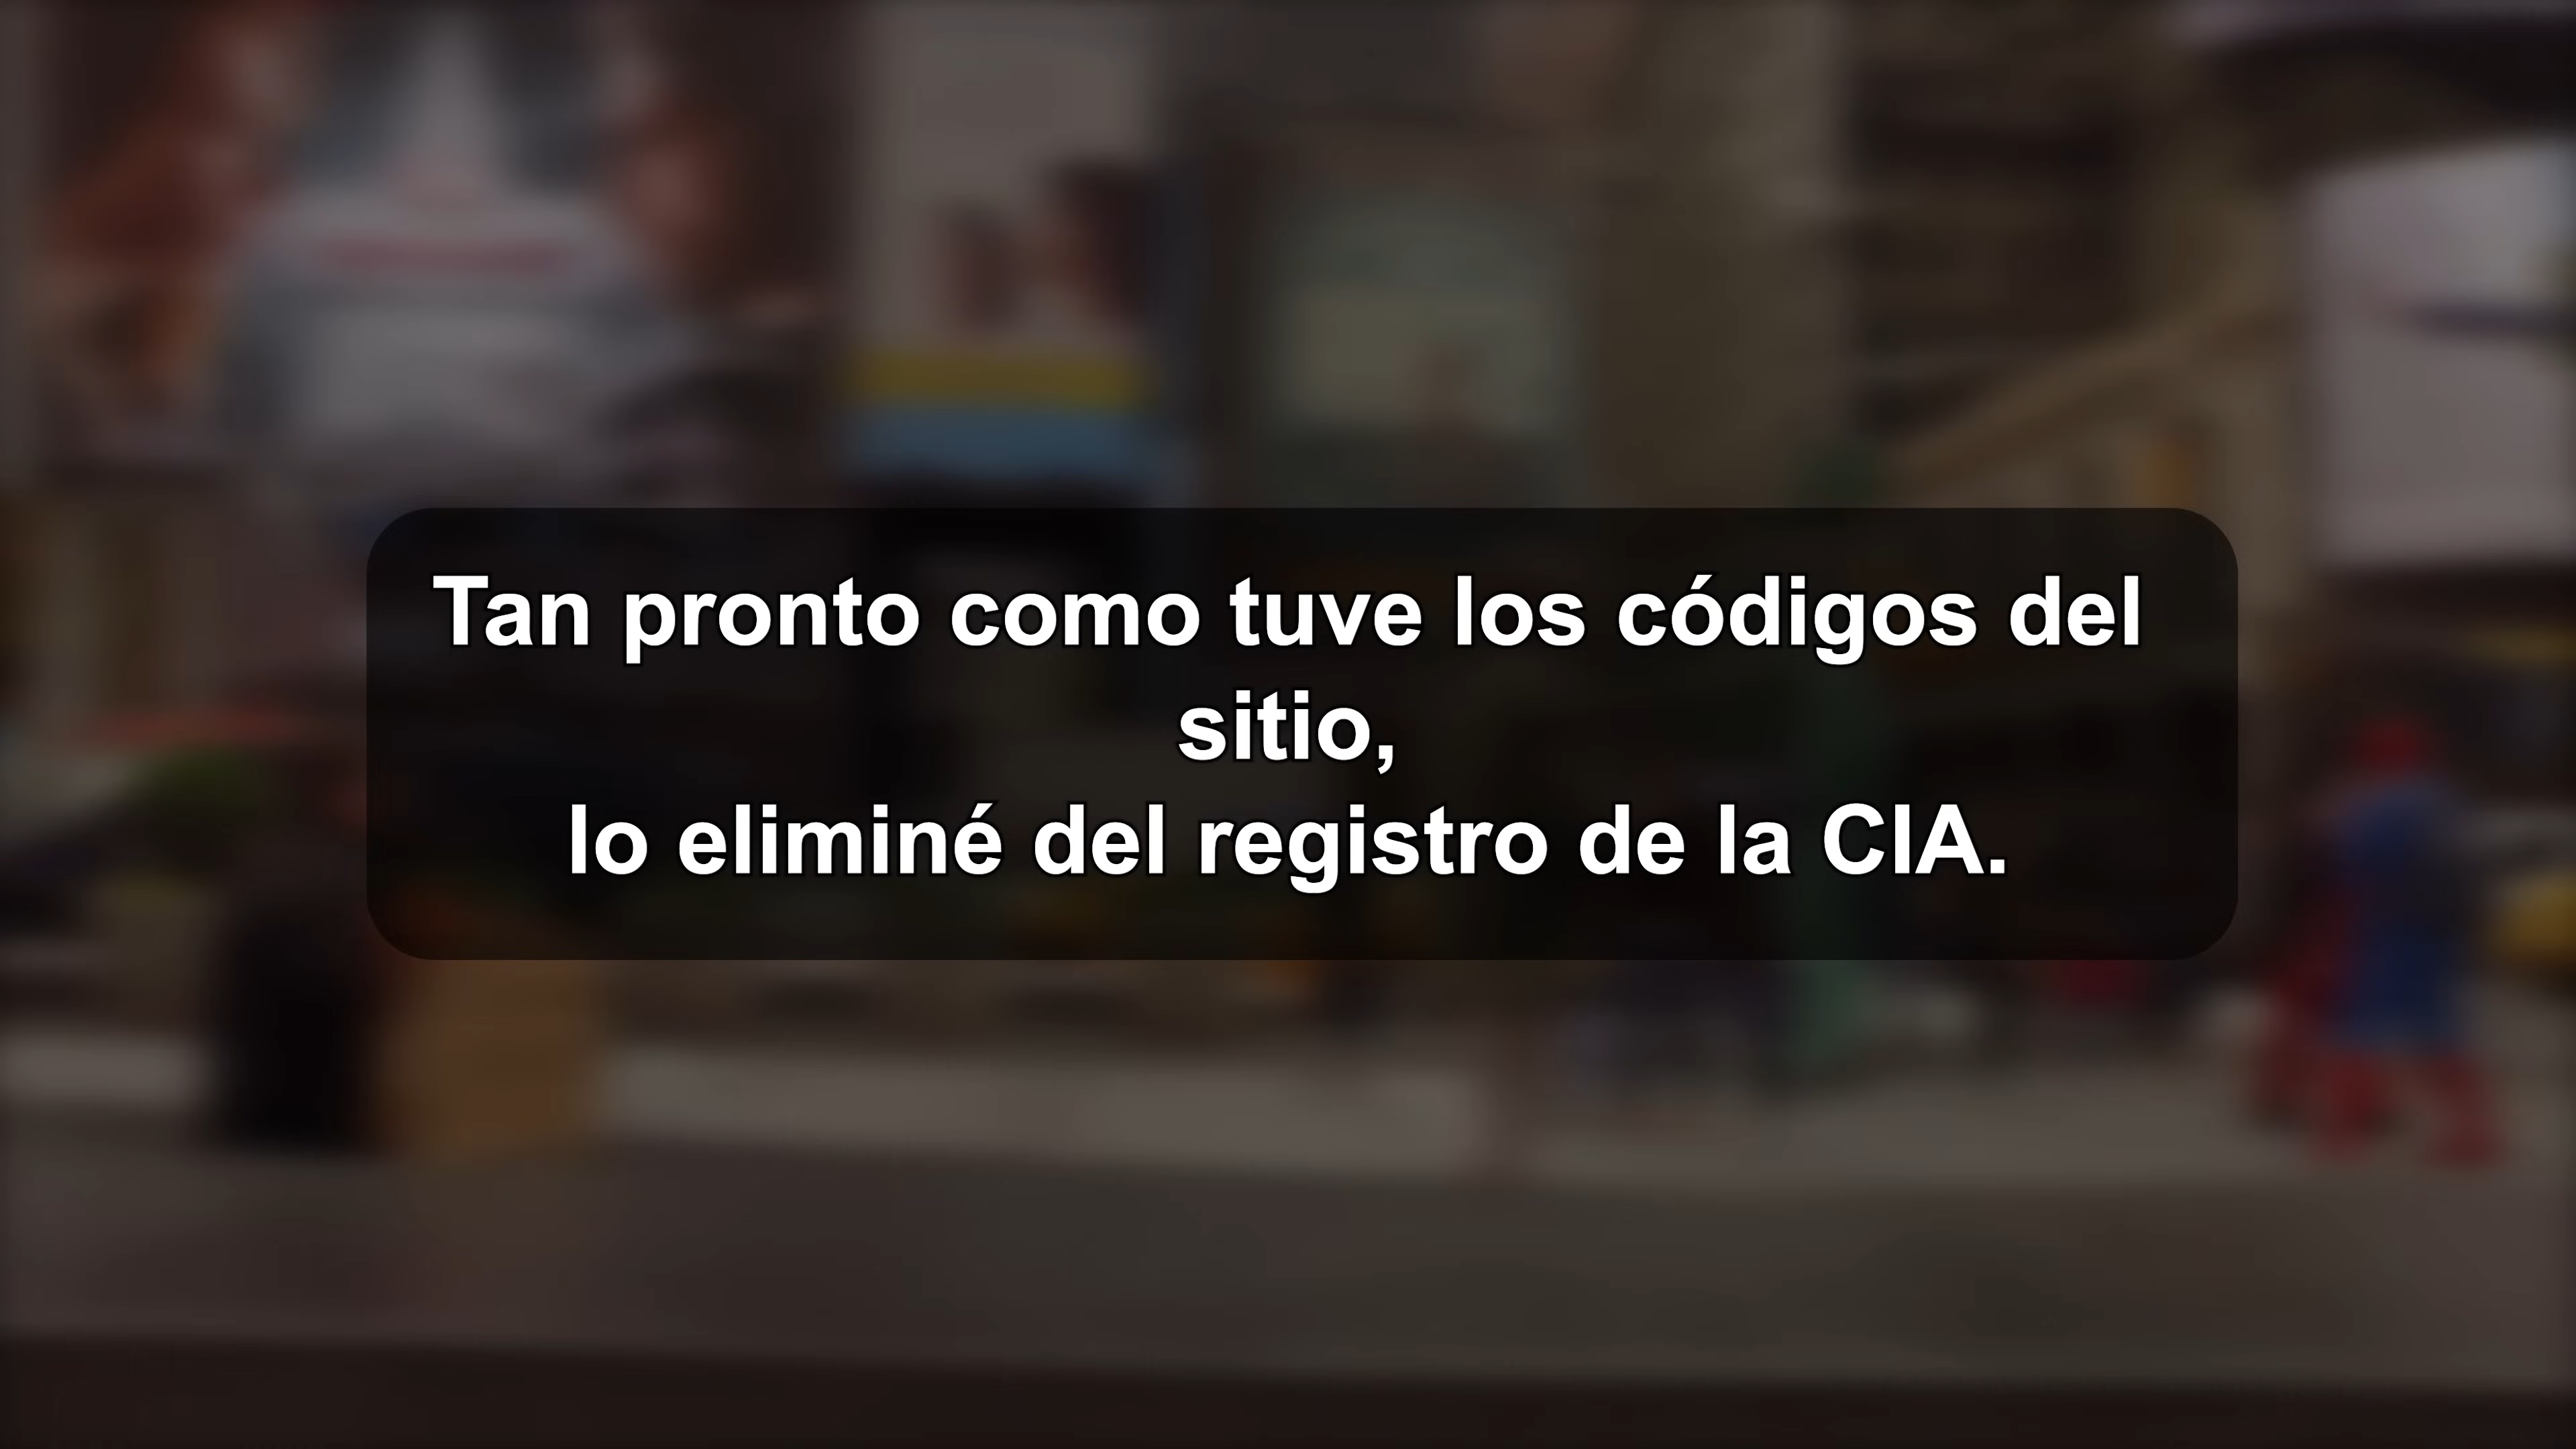 Tan pronto como tuve los códigos del
sitio,
lo eliminé del registro de la CIA.